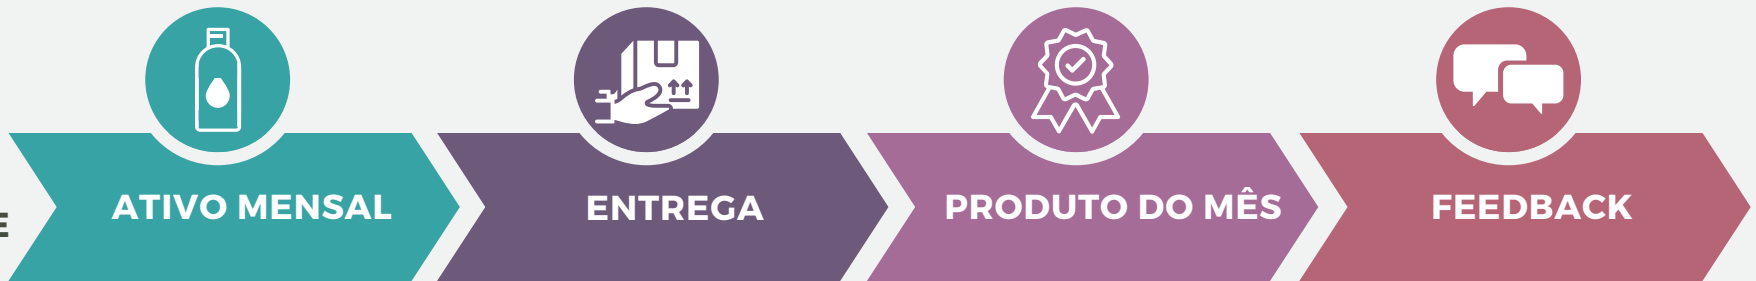 E
ATIVO MENSAL
ENTREGA
PRODUTO DO MÊS
FEEDBACK